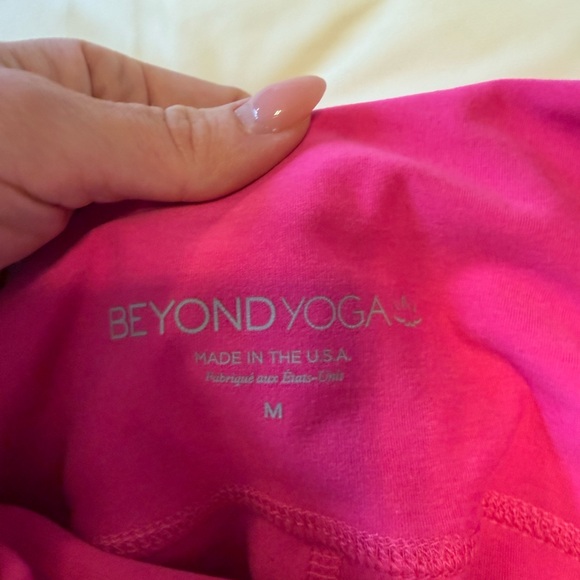 BEYOND YOGA
MADE IN THE U.S.A.
Fabriqué aux États-Unis
M